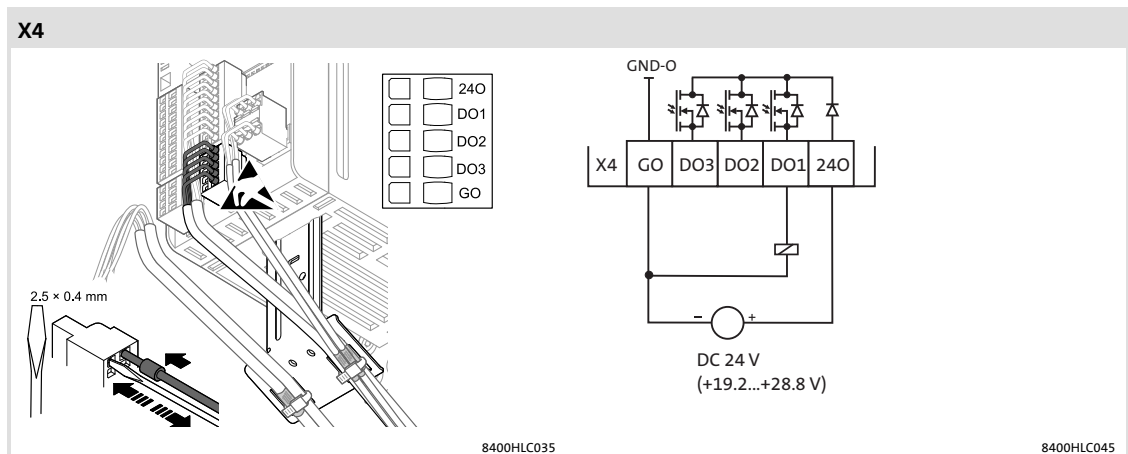 X4
24O
DO1
DO2
DO3
GO
2.5 × 0.4 mm
8400HLC035
GND-O
X4 GO DO3 DO2 DO1 24O
– +
DC 24 V
(+19.2...+28.8 V)
8400HLC045